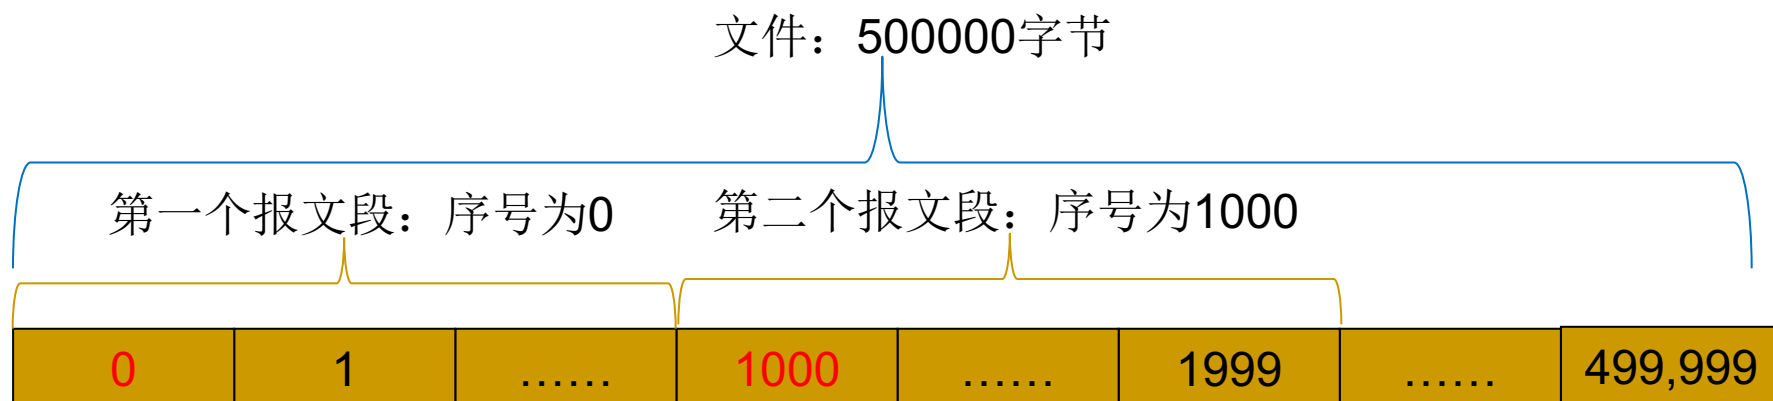 文件：500000字节
第一个报文段：序号为0 第二个报文段：序号为1000
0 1 …… 1000 …… 1999 …… 499,999